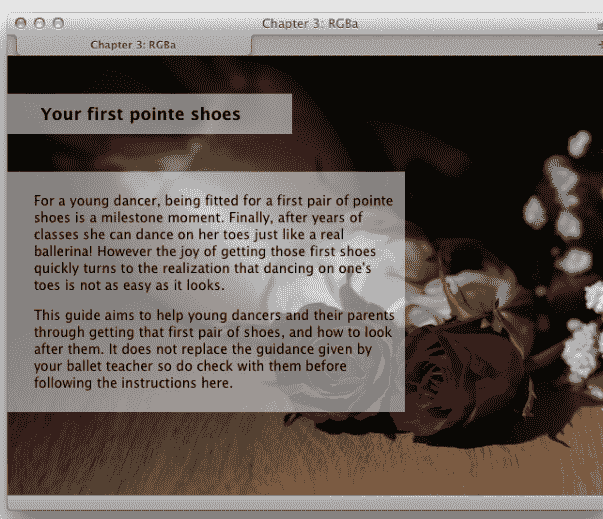 Chapter 3: RGBa
Chapter 3: RGBa
Your first pointe shoes
For a young dancer, being fitted for a first pair of pointe
shoes is a milestone moment. Finally, after years of
classes she can dance on her toes just like a real
ballerina! However the joy of getting those first shoes
quickly turns to the realization that dancing on one's
toes is not as easy as it looks.
This guide aims to help young dancers and their parents
through getting that first pair of shoes, and how to look
after them. It does not replace the guidance given by
your ballet teacher so do check with them before
following the instructions here.